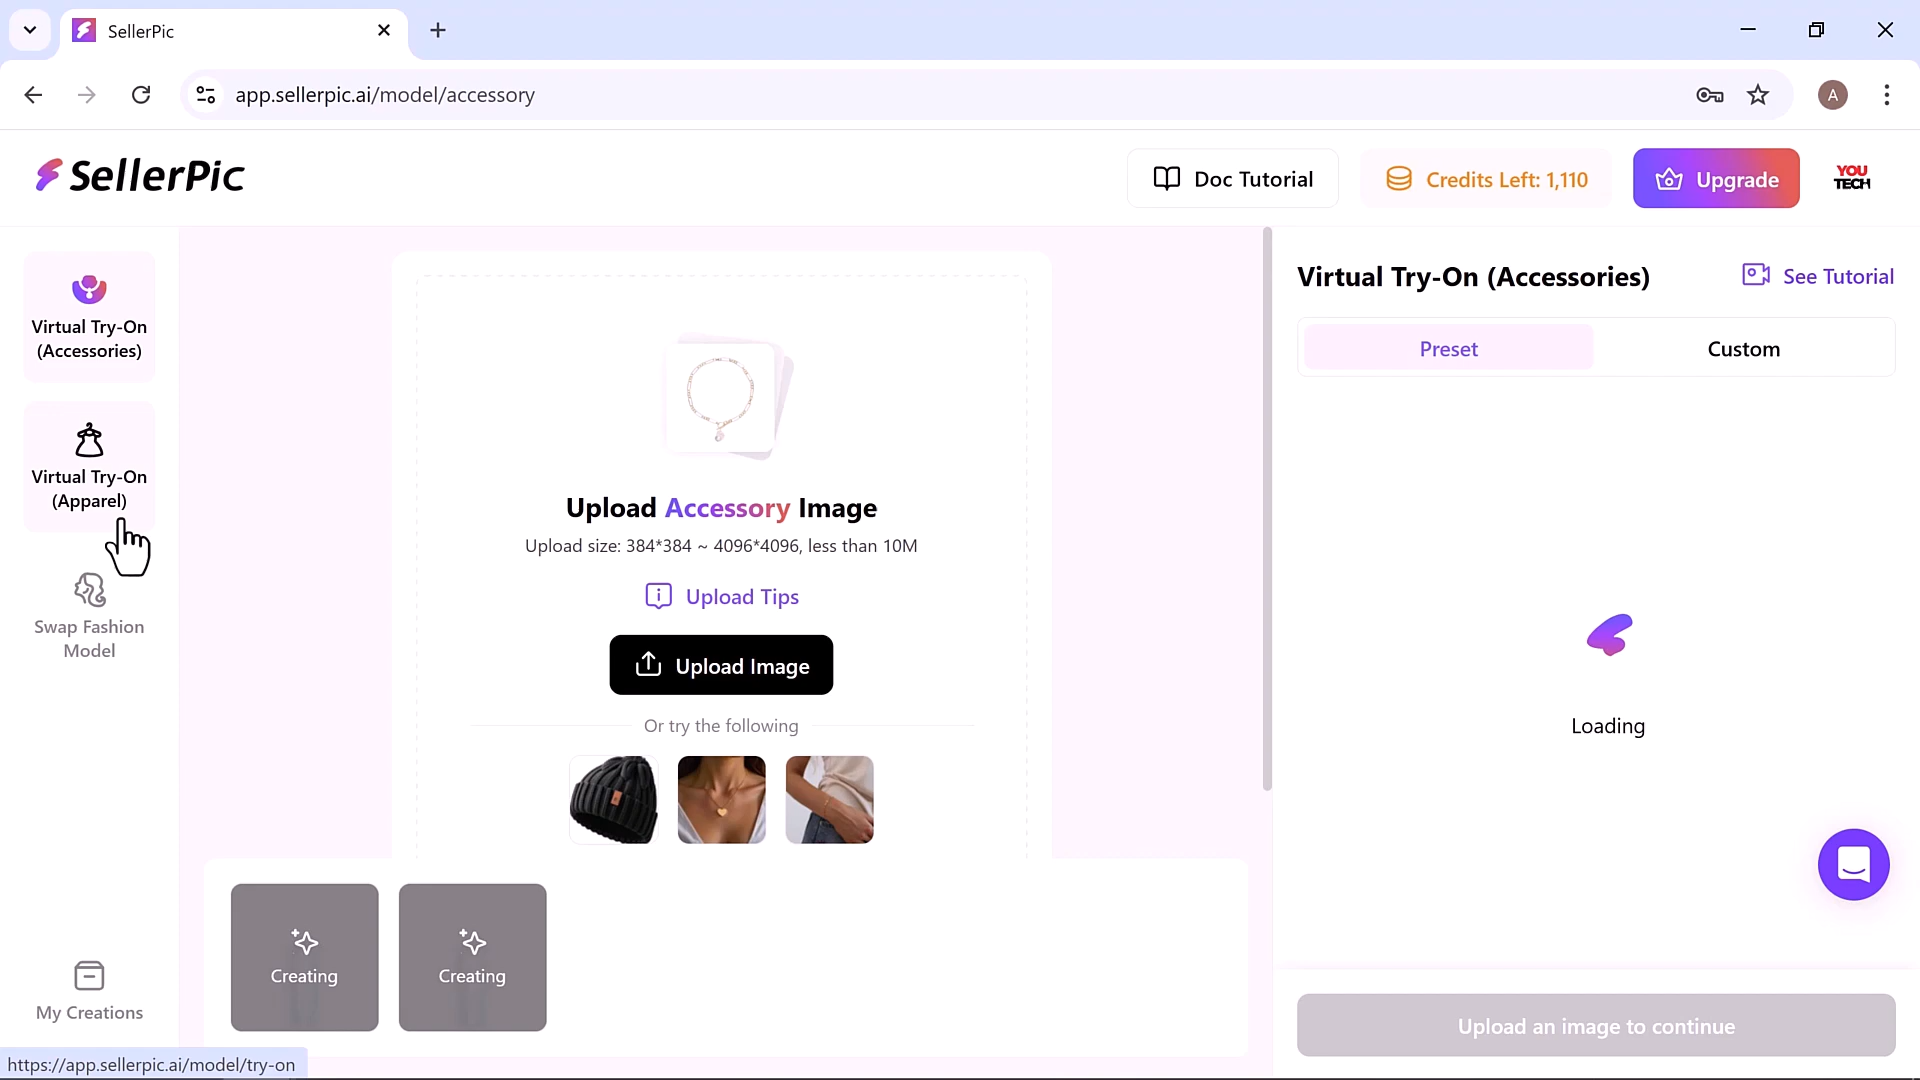 SellerPic
app.sellerpic.ai/model/accessory
A
SellerPic
Doc Tutorial
Credits Left: 1,110
Upgrade
YOU
TECH
Virtual Try-On
(Accessories)
Virtual Try-On
(Apparel)
Swap Fashion
Model
My Creations
Upload Accessory Image
Upload size: 384*384 ~ 4096*4096, less than 10M
Upload Tips
Upload Image
Or try the following
Creating
Creating
Virtual Try-On (Accessories)
See Tutorial
Preset
Custom
Loading
Upload an image to continue
https://app.sellerpic.ai/model/try-on